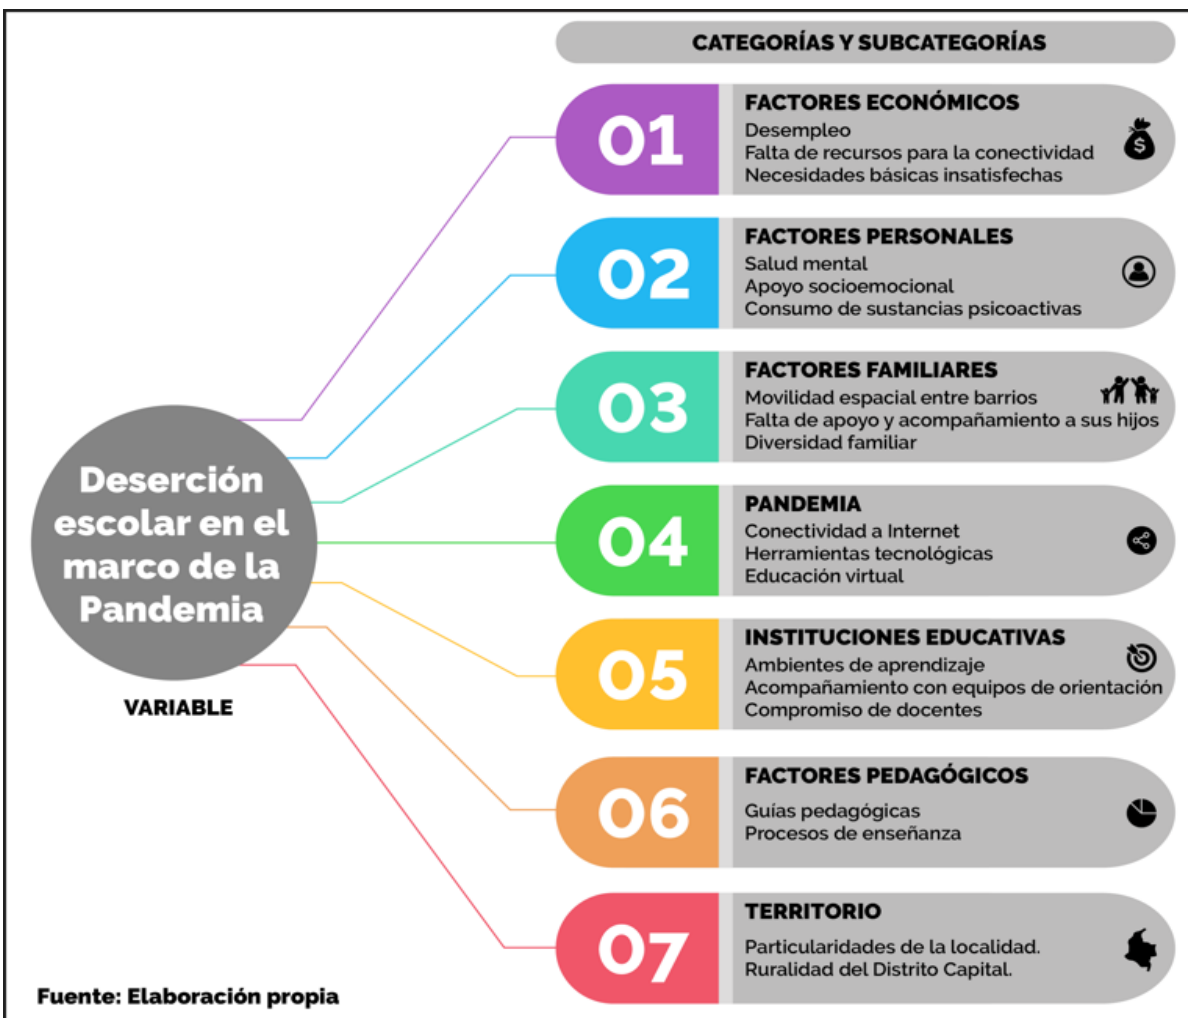 CATEGORÍAS Y SUBCATEGORÍAS
01
FACTORES ECONÓMICOS
Desempleo
Falta de recursos para la conectividad
Necesidades básicas insatisfechas
$
02
FACTORES PERSONALES
Salud mental
Apoyo socioemocional
Consumo de sustancias psicoactivas
03
FACTORES FAMILIARES
Movilidad espacial entre barrios
Falta de apoyo y acompañamiento a sus hijos
Diversidad familiar
Deserción
escolar en el
marco de la
Pandemia
VARIABLE
04
PANDEMIA
Conectividad a Internet
Herramientas tecnológicas
Educación virtual
05
INSTITUCIONES EDUCATIVAS
Ambientes de aprendizaje
Acompañamiento con equipos de orientación
Compromiso de docentes
06
FACTORES PEDAGÓGICOS
Guías pedagógicas
Procesos de enseñanza
07
TERRITORIO
Particularidades de la localidad.
Ruralidad del Distrito Capital.
Fuente: Elaboración propia